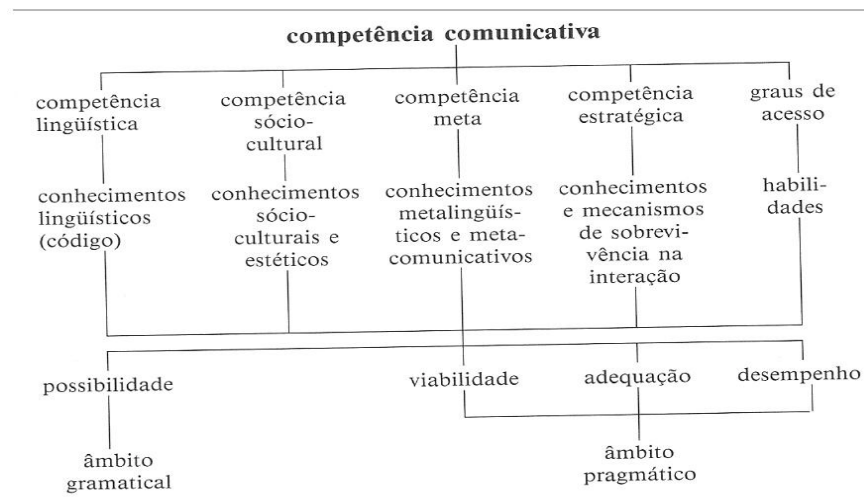 competência comunicativa
competência
lingüística
competência
sócio-
cultural
competência
meta
competência
estratégica
graus de
acesso
conhecimentos
lingüísticos
(código)
conhecimentos
sócio-
culturais e
estéticos
conhecimentos
metalingüís-
ticos e meta-
comunicativos
conhecimentos
e mecanismos
de sobrevi-
vência na
interação
habili-
dades
possibilidade
viabilidade
adequação
desempenho
âmbito
gramatical
âmbito
pragmático